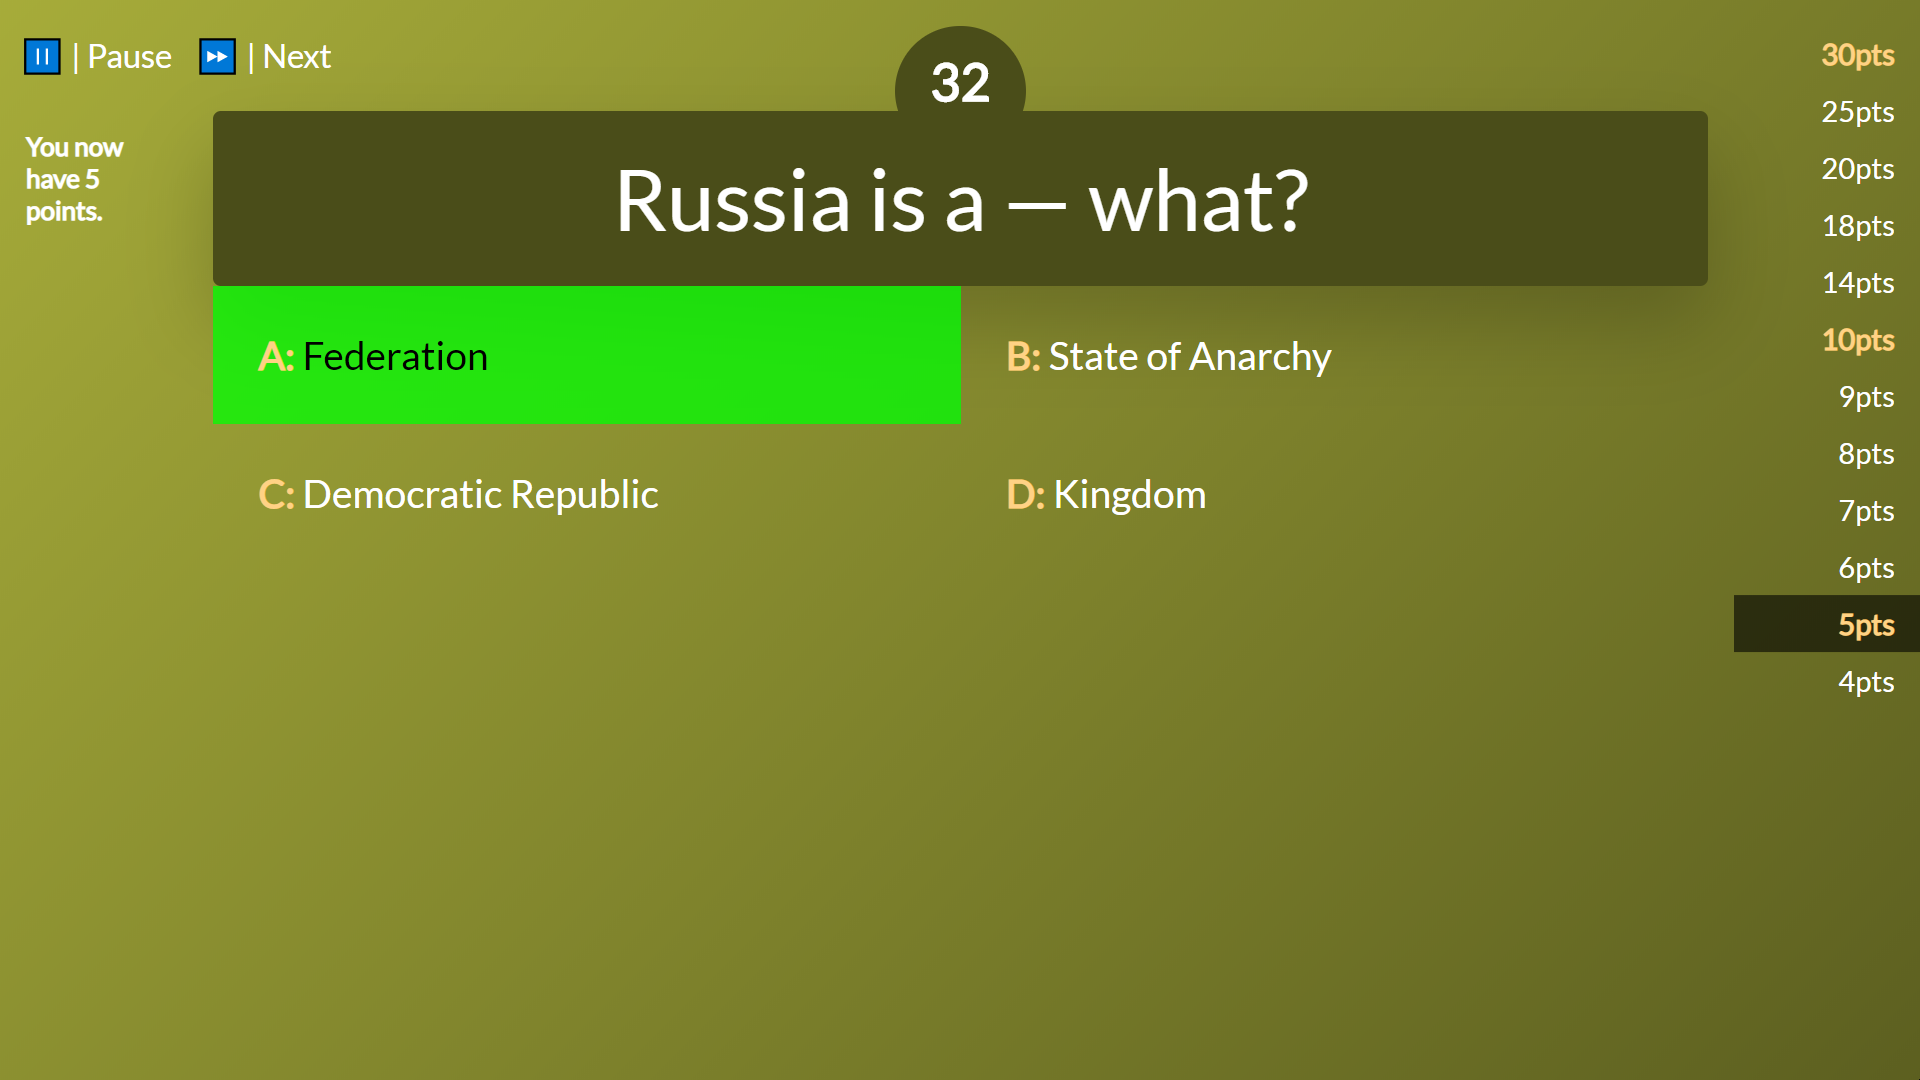 | Pause | Next
32
You now
have 5
points.
Russia is a — what?
A: Federation
B: State of Anarchy
C: Democratic Republic
D: Kingdom
30pts
25pts
20pts
18pts
14pts
10pts
9pts
8pts
7pts
6pts
5pts
4pts